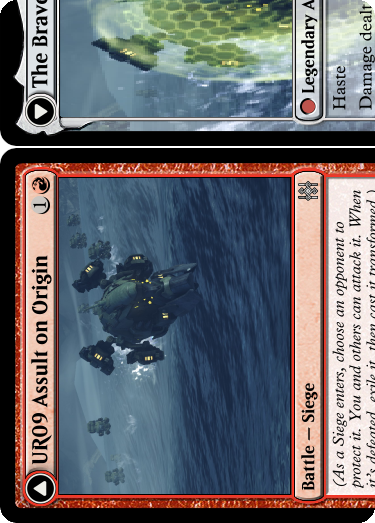 The Brave
Legendary A
Haste
Damage dealt
UR09 Assult on Origin
1
Battle – Siege
(As a Siege enters, choose an opponent to
protect it. You and others can attack it. When
it's defeated, exile it, then cast it transformed.)